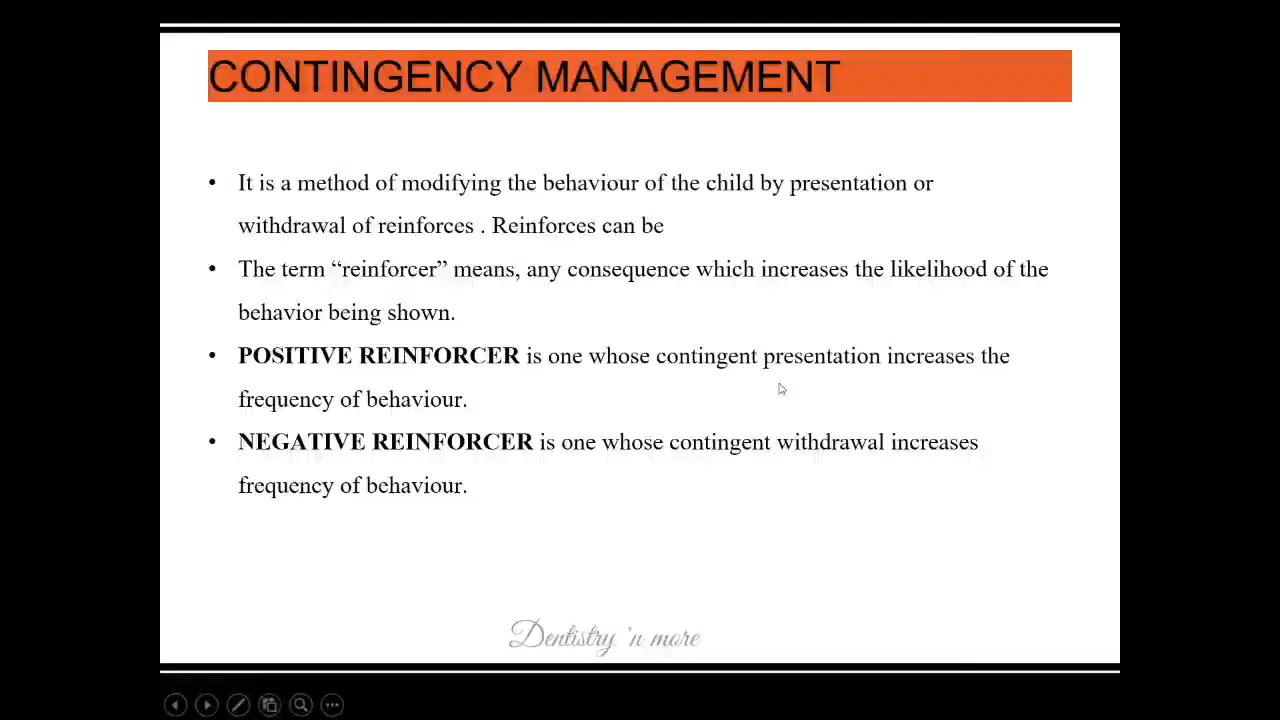 CONTINGENCY MANAGEMENT
• It is a method of modifying the behaviour of the child by presentation or
withdrawal of reinforces . Reinforces can be
• The term “reinforcer” means, any consequence which increases the likelihood of the
behavior being shown.
• POSITIVE REINFORCER is one whose contingent presentation increases the
frequency of behaviour.
• NEGATIVE REINFORCER is one whose contingent withdrawal increases
frequency of behaviour.
Dentistry 'n more